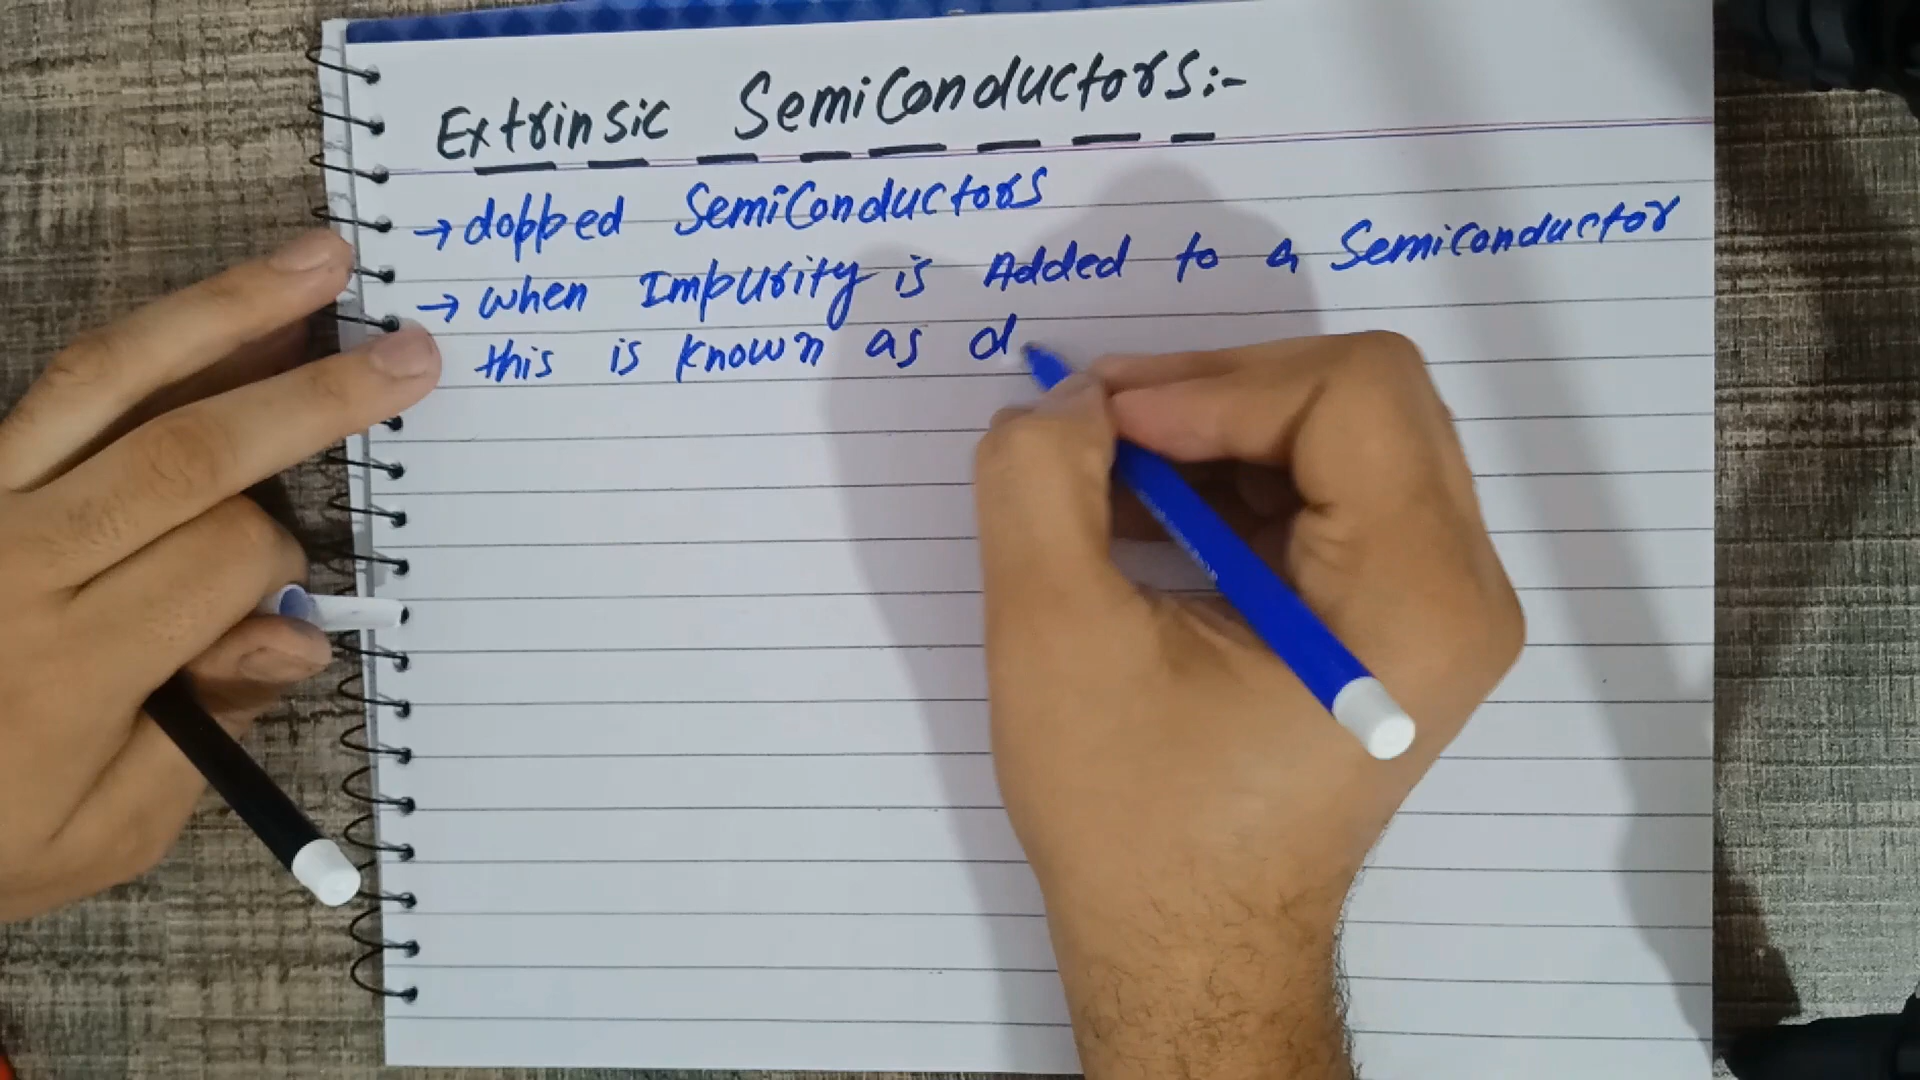 Extrinsic SemiConductors:-
→ dopped SemiConductors
→ when Impurity is Added to a Semiconductor
this is known as d